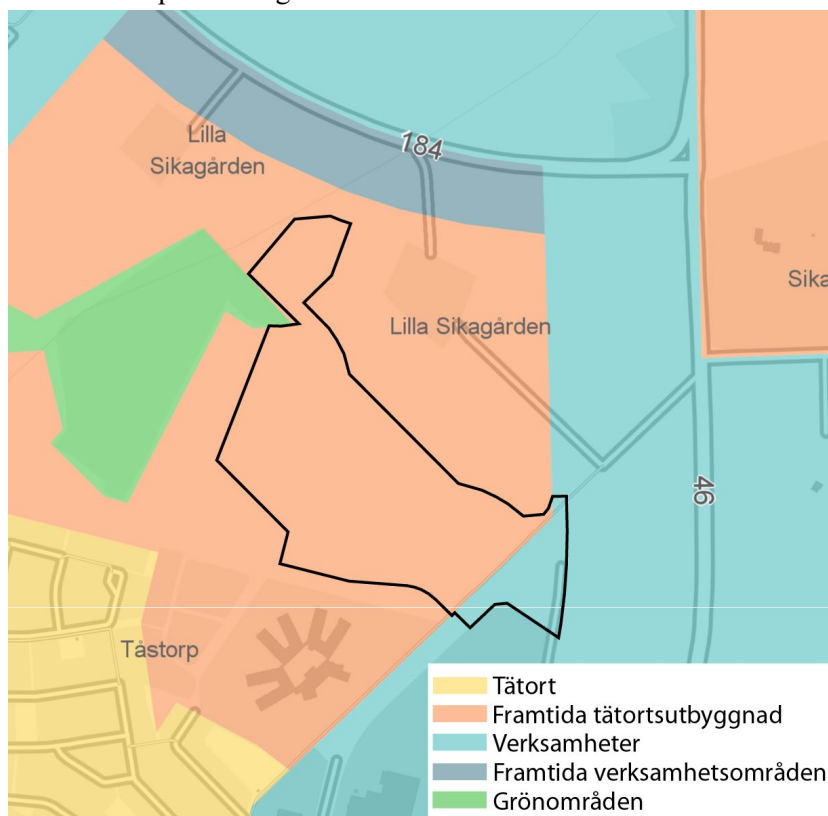 184
Lilla
Sikagården
Sika
Lilla Sikagården
46
Tåstorp
Tätort
Framtida tätortsutbyggnad
Verksamheter
Framtida verksamhetsområden
Grönområden